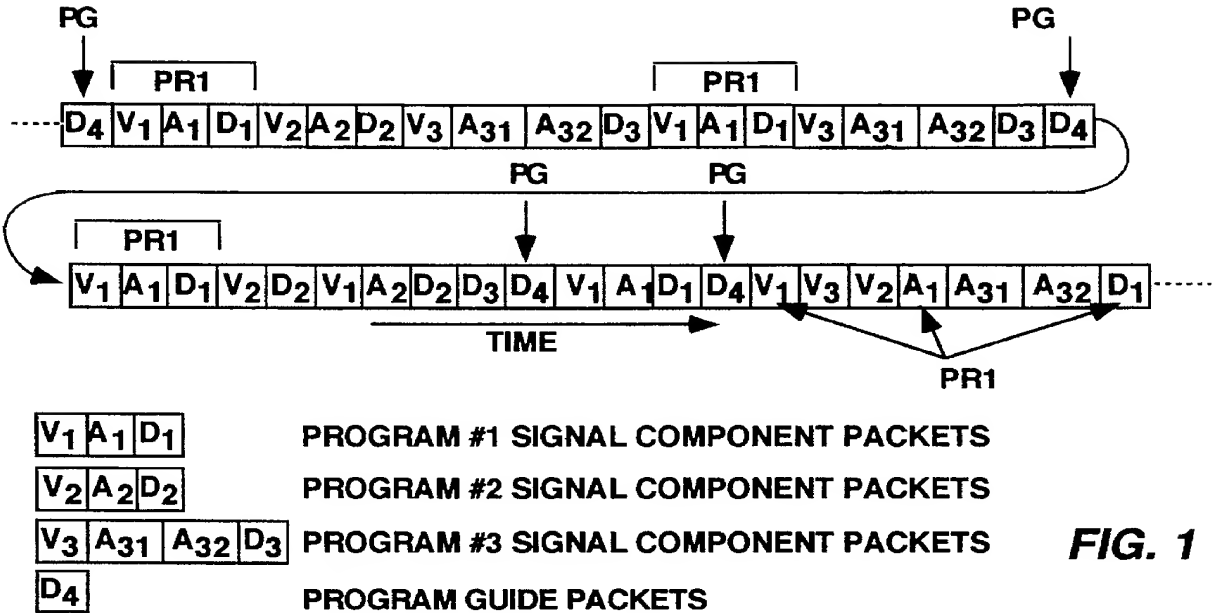 PG PG
PR1 PR1
D4 V1 A1 D1 V2 A2 D2 V3 A31 A32 D3 V1 A1 D1 V3 A31 A32 D3 D4
PG PG
PR1
V1 A1 D1 V2 D2 V1 A2 D2 D3 D4 V1 A1 D1 D4 V1 V3 V2 A1 A31 A32 D1
TIME
PR1
V1 A1 D1 PROGRAM #1 SIGNAL COMPONENT PACKETS
V2 A2 D2 PROGRAM #2 SIGNAL COMPONENT PACKETS
V3 A31 A32 D3 PROGRAM #3 SIGNAL COMPONENT PACKETS
FIG. 1
D4 PROGRAM GUIDE PACKETS